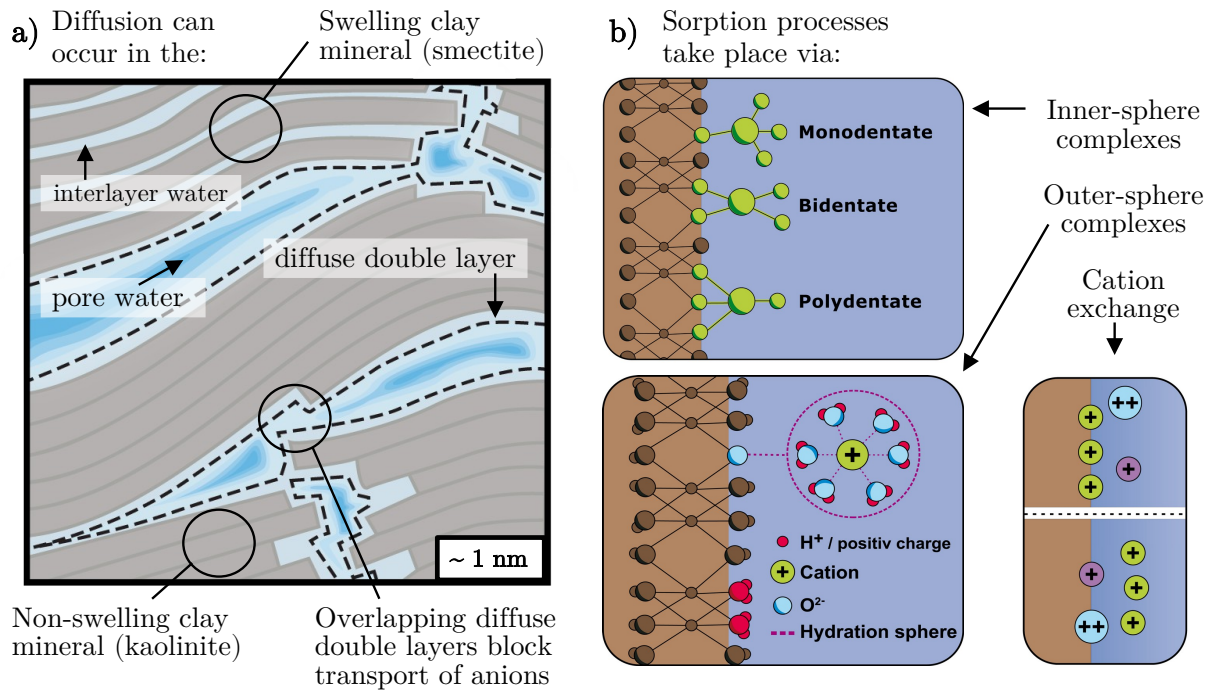 a) Diffusion can
occur in the:
Swelling clay
mineral (smectite)
interlayer water
diffuse double layer
pore water
~ 1 nm
Non-swelling clay
mineral (kaolinite)
Overlapping diffuse
double layers block
transport of anions
b) Sorption processes
take place via:
Monodentate
Bidentate
Polydentate
Inner-sphere
complexes
Outer-sphere
complexes
Cation
exchange
+
H+ / positiv charge
+ Cation
O2-
Hydration sphere
++
+
+
+
+
+
+
+
++
+